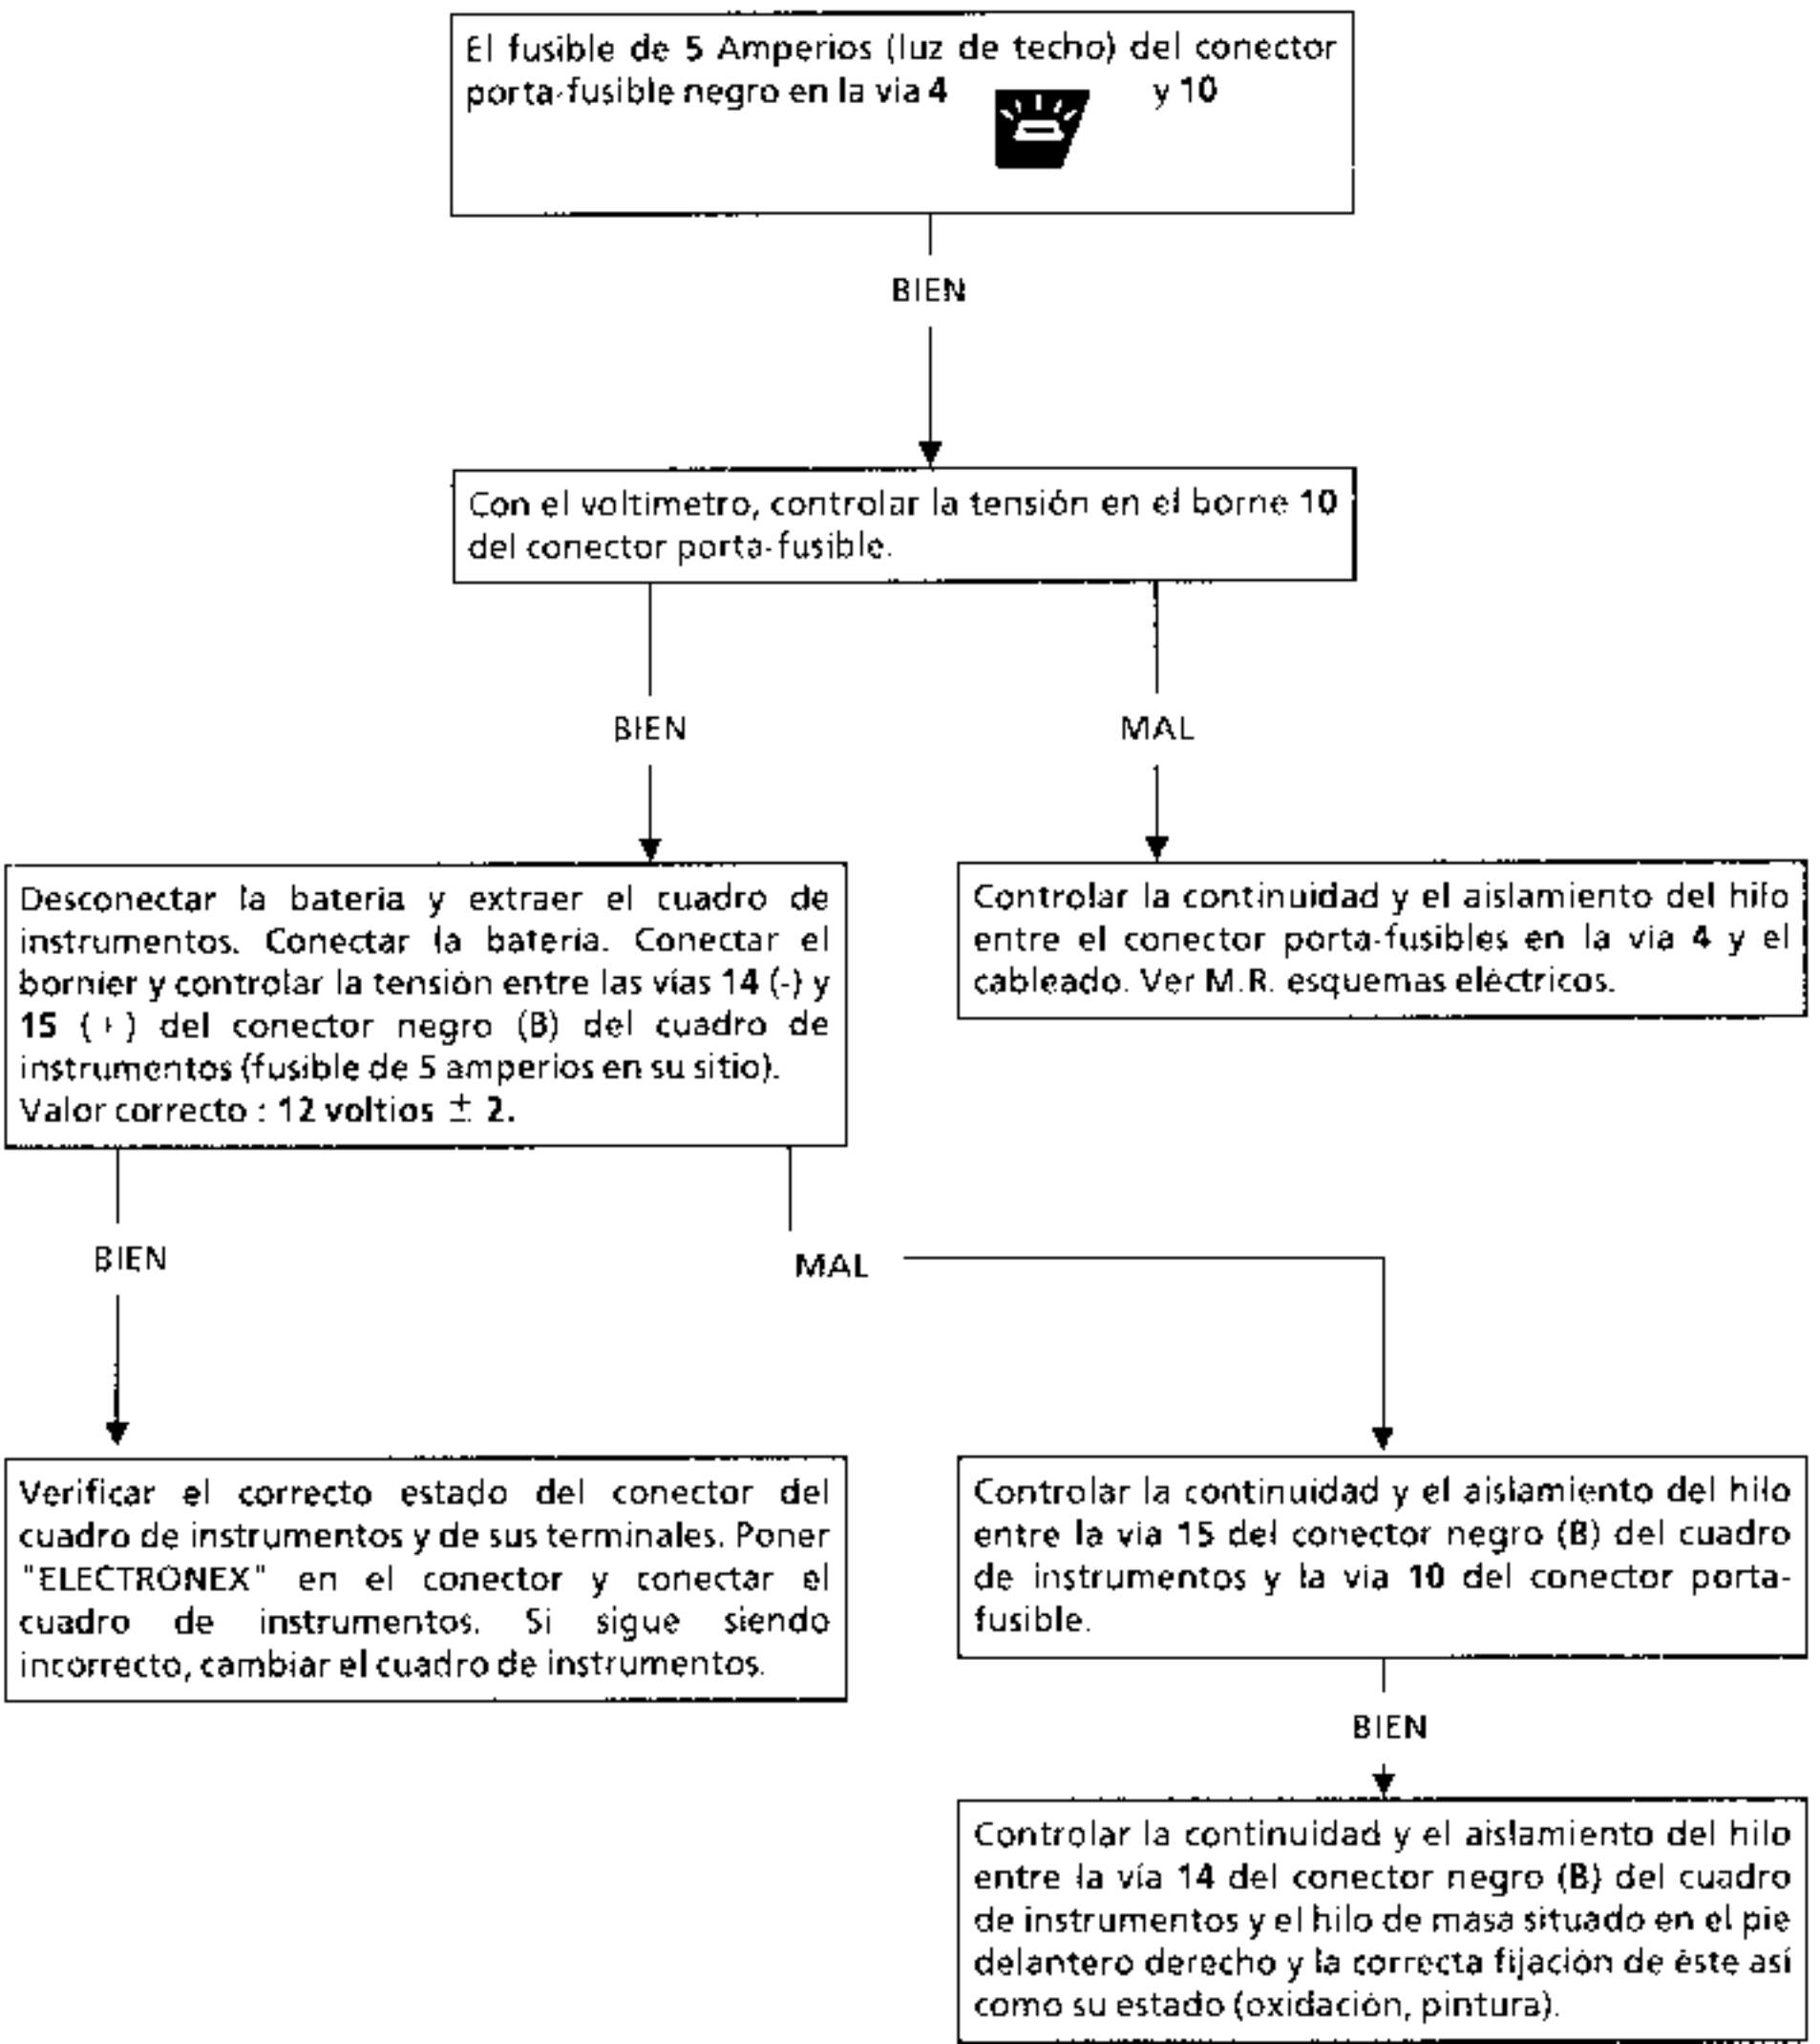 El fusible de 5 Amperios (luz de techo) del conector
porta-fusible negro en la via 4 y 10
BIEN
Con el voltimetro, controlar la tensión en el borne 10
del conector porta-fusible.
BIEN
MAL
Desconectar la bateria y extraer el cuadro de
instrumentos. Conectar la bateria. Conectar el
bornier y controlar la tensión entre las vías 14 (-) y
15 (+) del conector negro (B) del cuadro de
instrumentos (fusible de 5 amperios en su sitio).
Valor correcto : 12 voltios ± 2.
Controlar la continuidad y el aislamiento del hilo
entre el conector porta-fusibles en la via 4 y el
cableado. Ver M.R. esquemas eléctricos.
BIEN
MAL
Verificar el correcto estado del conector del
cuadro de instrumentos y de sus terminales. Poner
"ELECTRONEX" en el conector y conectar el
cuadro de instrumentos. Si sigue siendo
incorrecto, cambiar el cuadro de instrumentos.
Controlar la continuidad y el aislamiento del hilo
entre la via 15 del conector negro (B) del cuadro
de instrumentos y la via 10 del conector porta-
fusible.
BIEN
Controlar la continuidad y el aislamiento del hilo
entre la vía 14 del conector negro (B) del cuadro
de instrumentos y el hilo de masa situado en el pie
delantero derecho y la correcta fijación de éste así
como su estado (oxidación, pintura).